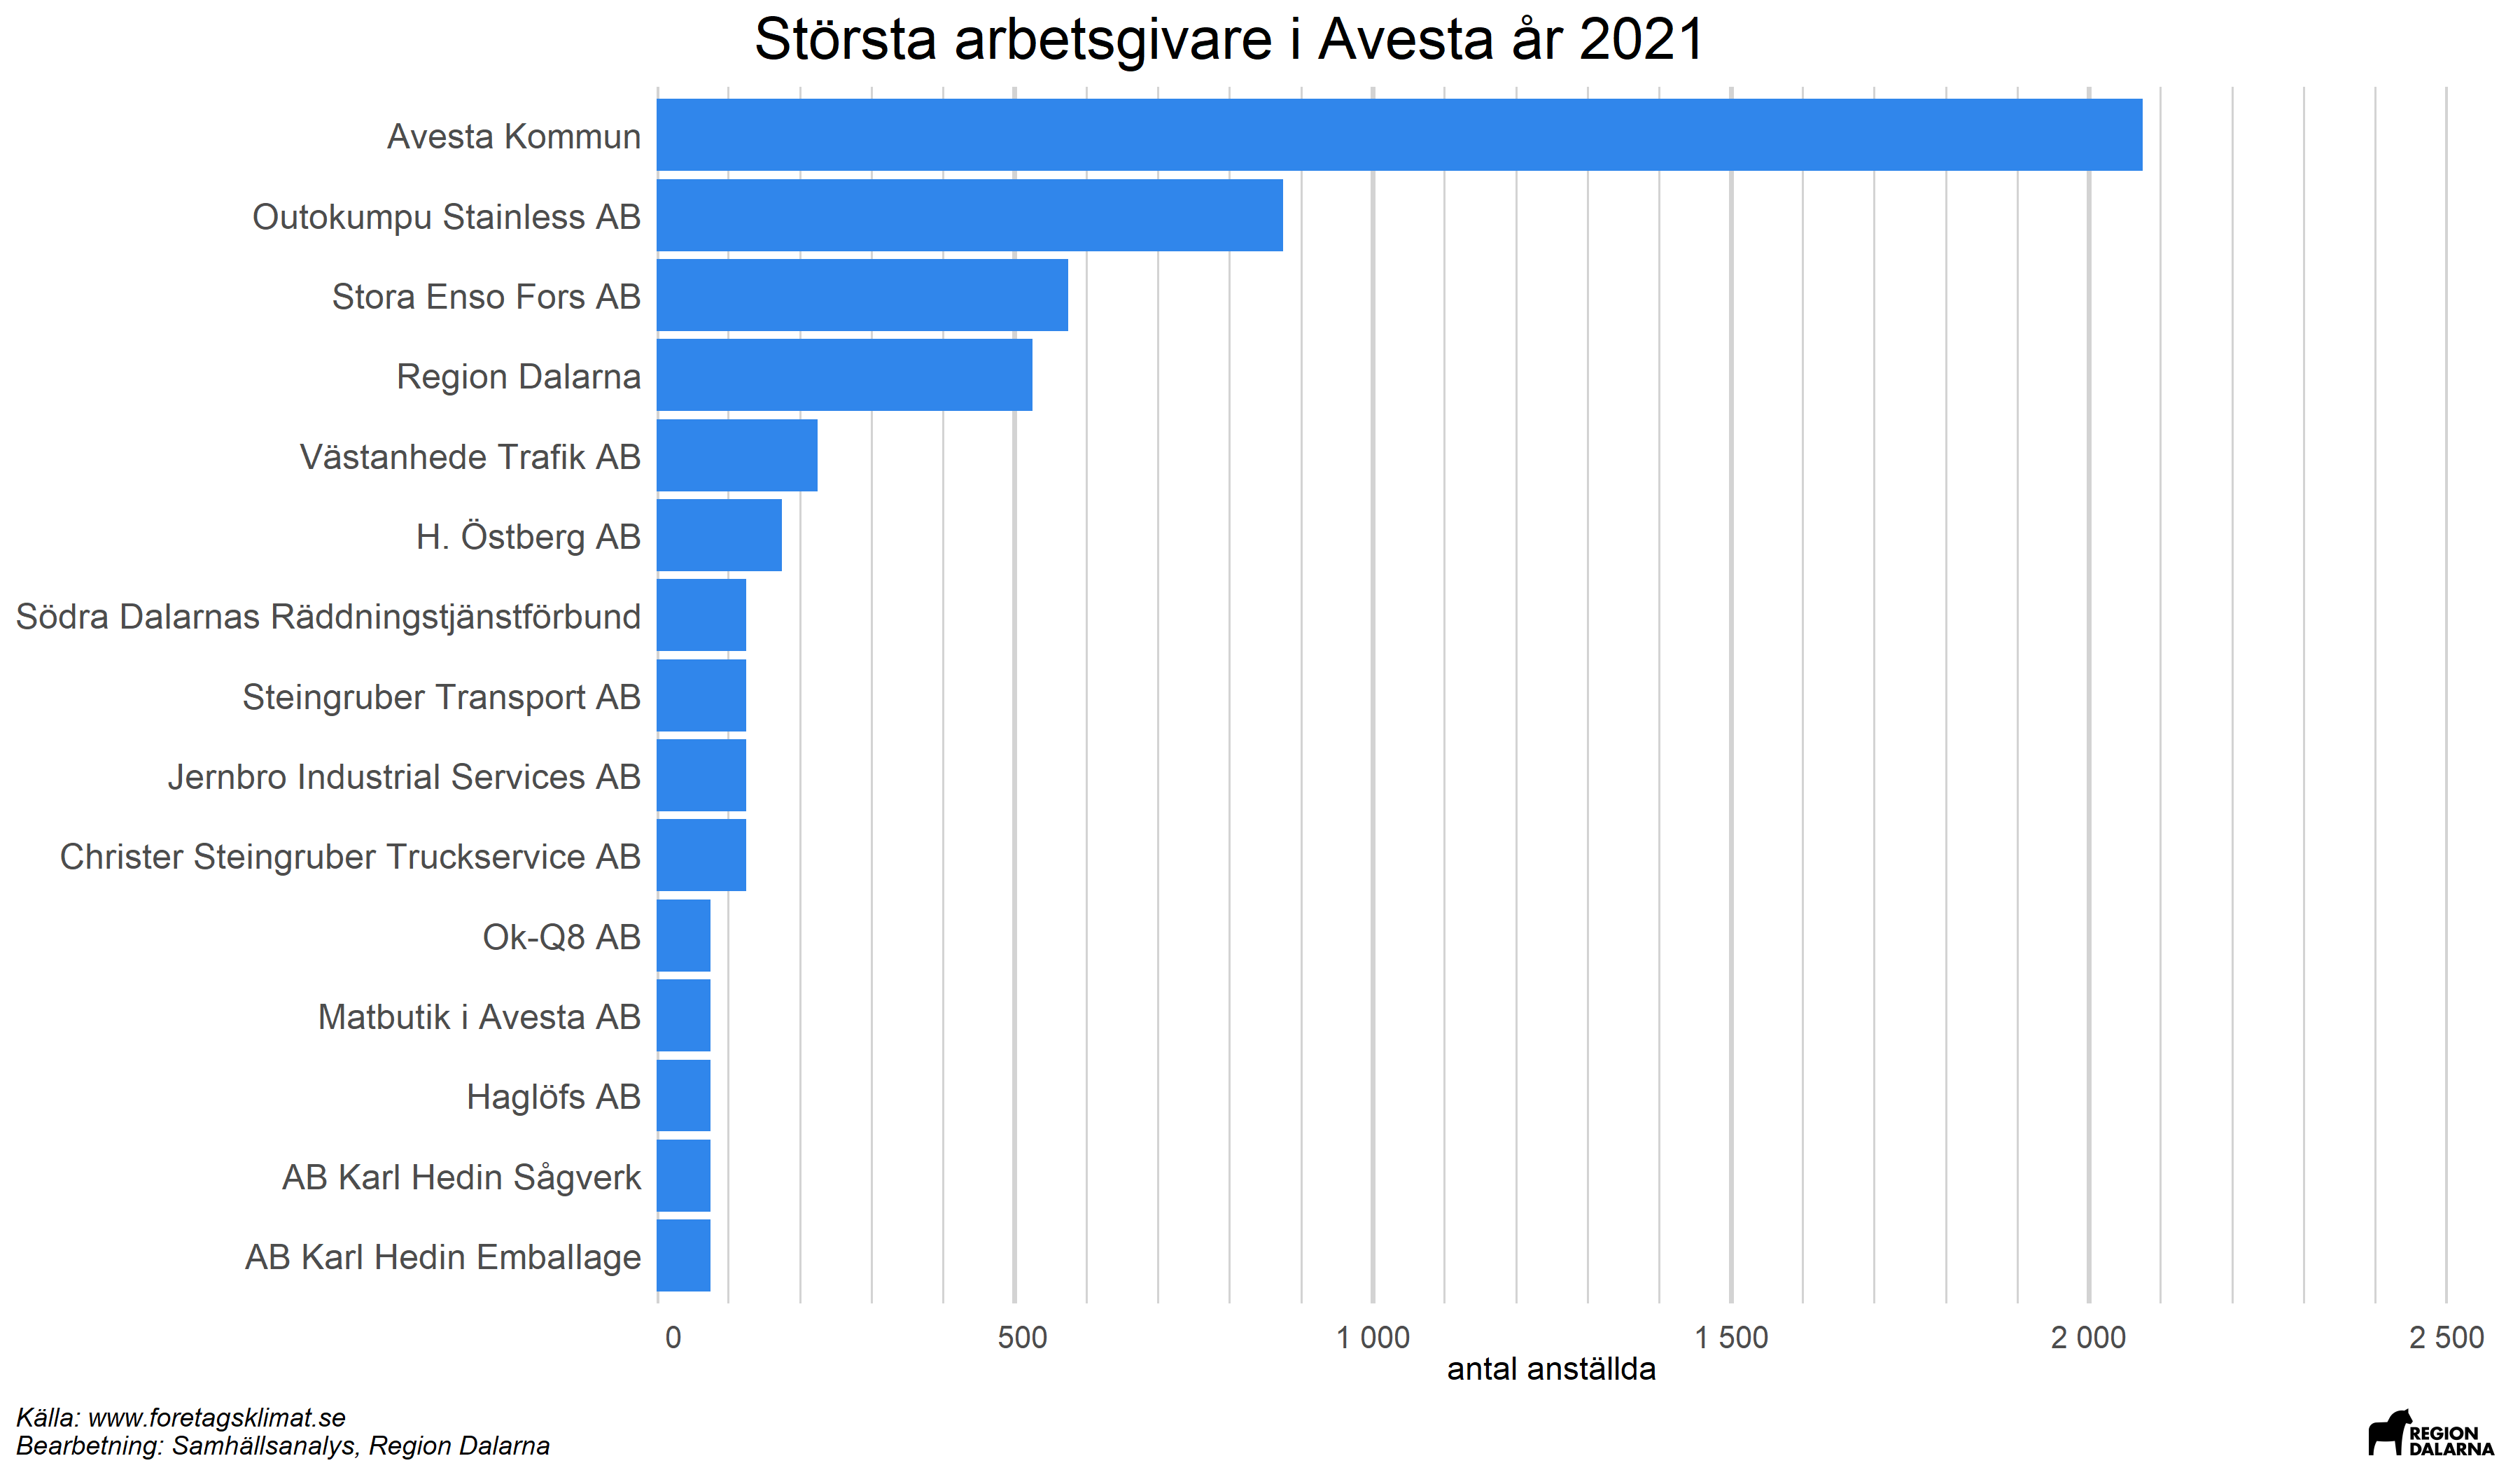 Största arbetsgivare i Avesta år 2021
Avesta Kommun
Outokumpu Stainless AB
Stora Enso Fors AB
Region Dalarna
Västanhede Trafik AB
H. Östberg AB
Södra Dalarnas Räddningstjänstförbund
Steingruber Transport AB
Jernbro Industrial Services AB
Christer Steingruber Truckservice AB
Ok-Q8 AB
Matbutik i Avesta AB
Haglöfs AB
AB Karl Hedin Sågverk
AB Karl Hedin Emballage
0 500 1 000 1 500 2 000 2 500
antal anställda
Källa: www.foretagsklimat.se
Bearbetning: Samhällsanalys, Region Dalarna
REGION
DALARNA